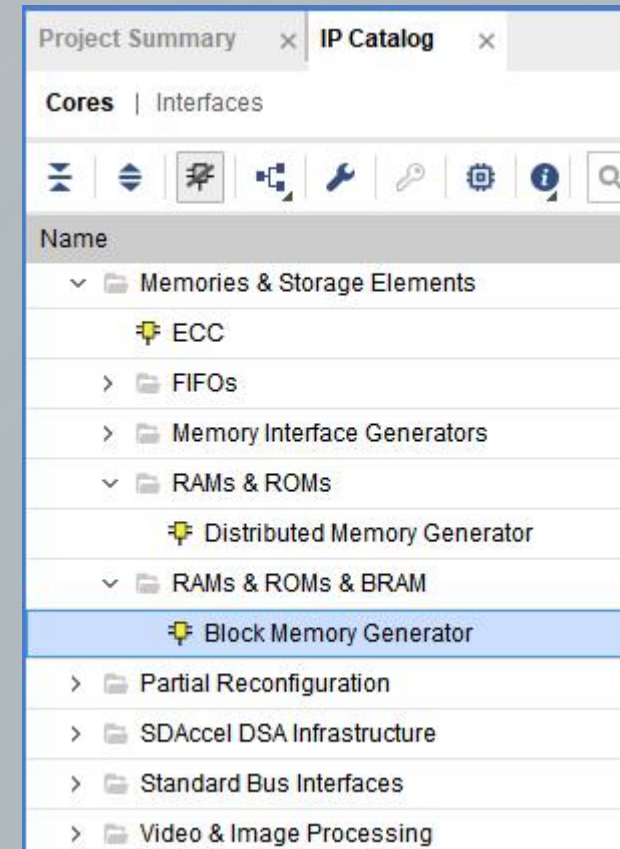 Project Summary × IP Catalog ×
Cores | Interfaces
Name
Memories & Storage Elements
ECC
FIFOs
Memory Interface Generators
RAMs & ROMs
Distributed Memory Generator
RAMs & ROMs & BRAM
Block Memory Generator
Partial Reconfiguration
SDAccel DSA Infrastructure
Standard Bus Interfaces
Video & Image Processing